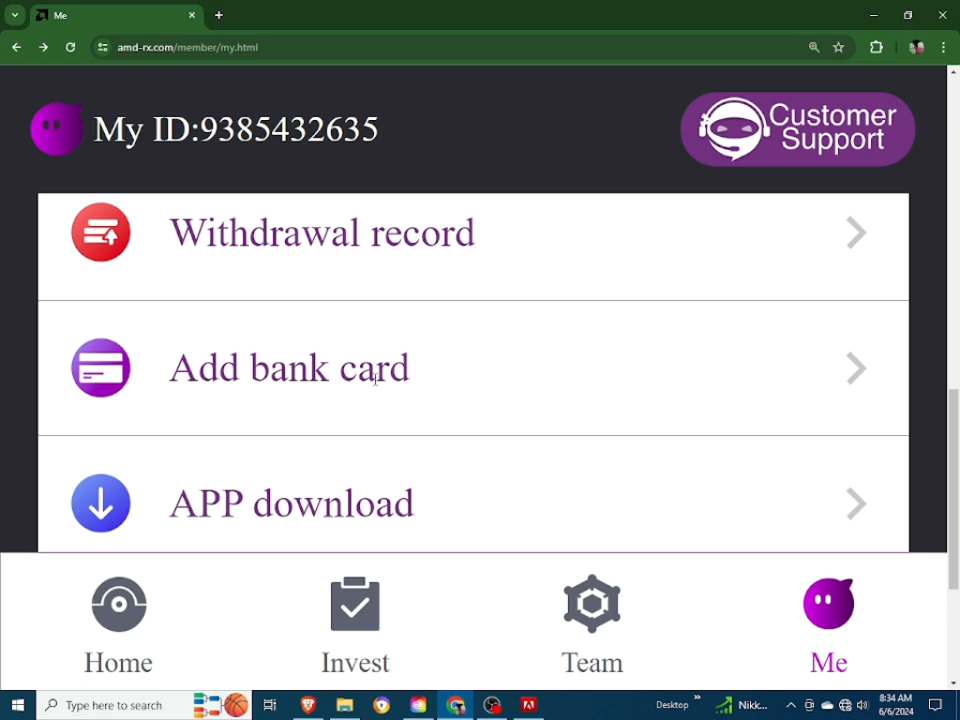 Me
amd-rx.com/member/my.html
My ID:9385432635
Customer
Support
Withdrawal record
Add bank card
APP download
Home
Invest
Team
Me
Type here to search
Desktop
Nikk...
8:34 AM
6/6/2024